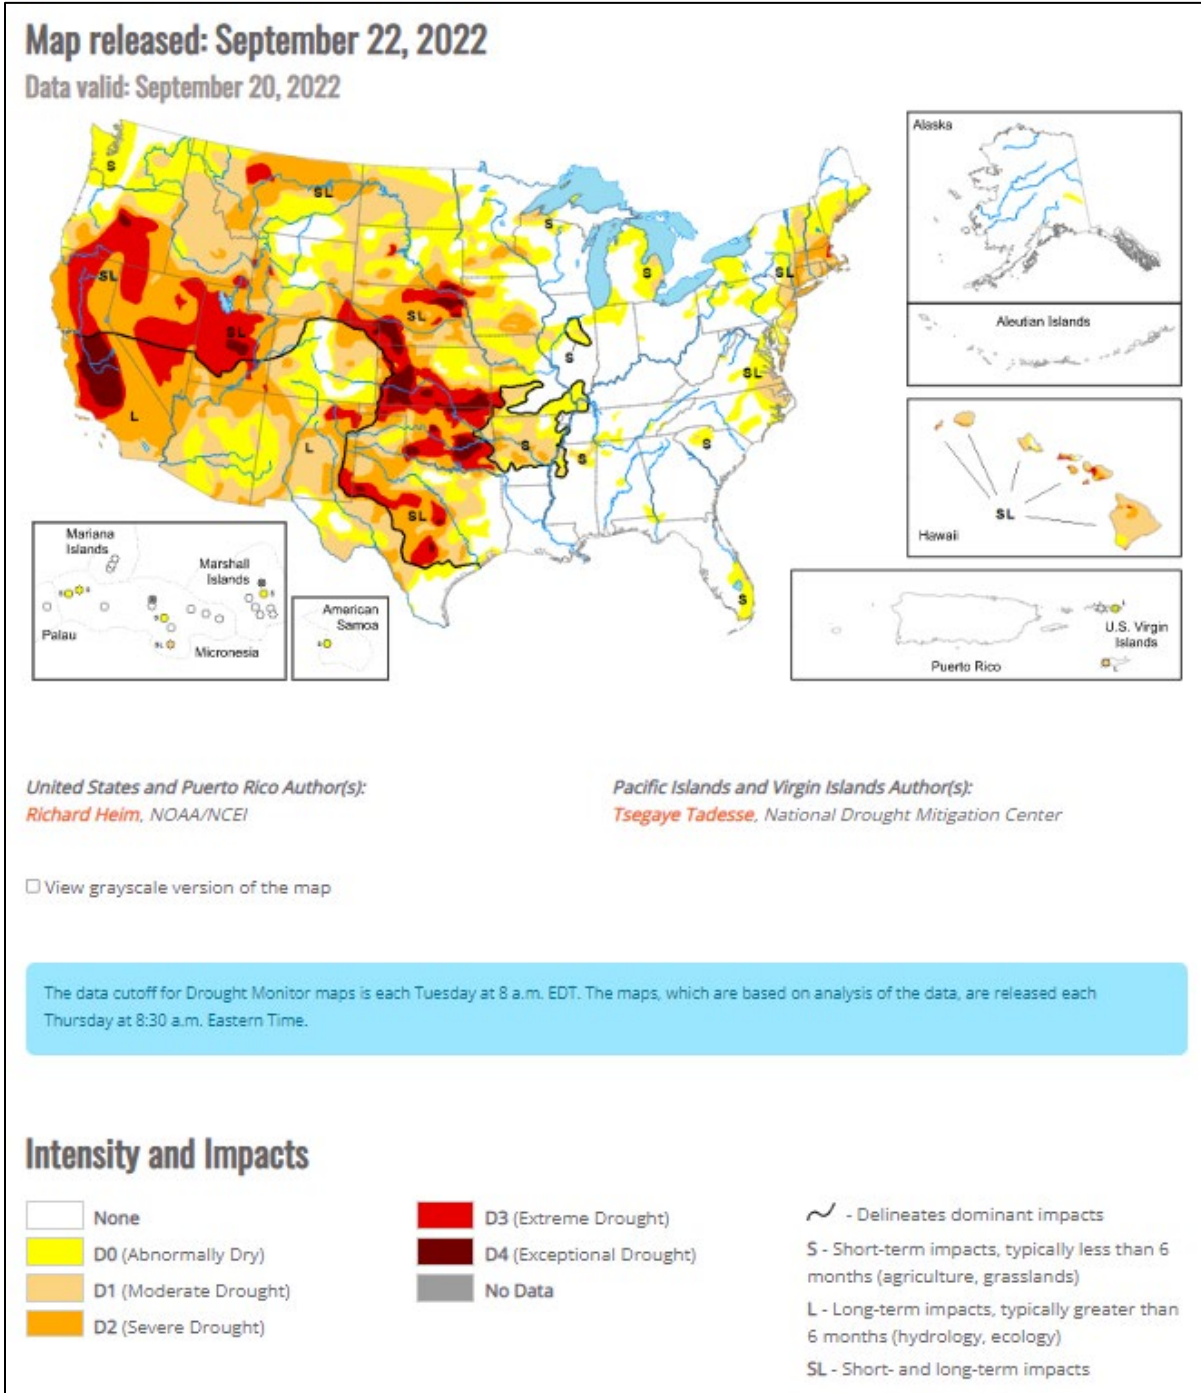 Map released: September 22, 2022
Data valid: September 20, 2022
S
SL
SL
SL
L
L
SL
SL
S
S
S
S
S
SL
SL
S
S
Alaska
Aleutian Islands
SL
Hawaii
Mariana
Islands
Marshall
Islands
S
S
S
S
SL
Palau
Micronesia
American
Samoa
S
L
U.S. Virgin
Islands
L
Puerto Rico
United States and Puerto Rico Author(s):
Richard Heim, NOAA/NCEI
Pacific Islands and Virgin Islands Author(s):
Tsegaye Tadesse, National Drought Mitigation Center
View grayscale version of the map
The data cutoff for Drought Monitor maps is each Tuesday at 8 a.m. EDT. The maps, which are based on analysis of the data, are released each
Thursday at 8:30 a.m. Eastern Time.
Intensity and Impacts
None
D0 (Abnormally Dry)
D1 (Moderate Drought)
D2 (Severe Drought)
D3 (Extreme Drought)
D4 (Exceptional Drought)
No Data
- Delineates dominant impacts
S - Short-term impacts, typically less than 6
months (agriculture, grasslands)
L - Long-term impacts, typically greater than
6 months (hydrology, ecology)
SL - Short- and long-term impacts